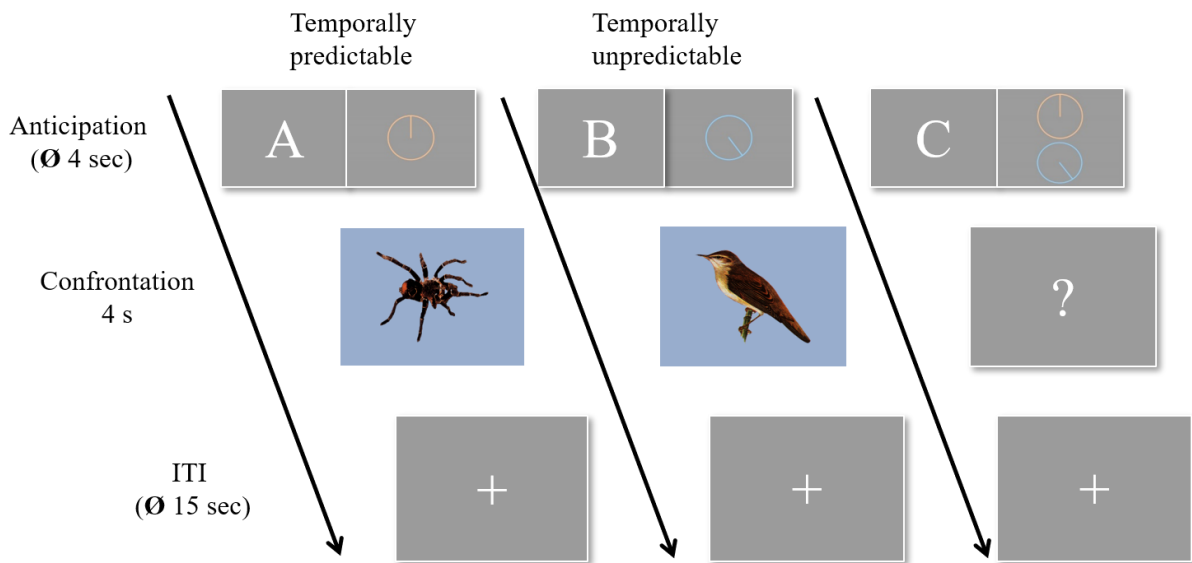 Temporally
predictable
Temporally
unpredictable
Anticipation
(Ø 4 sec)
A
B
C
Confrontation
4 s
?
ITI
(Ø 15 sec)
+
+
+